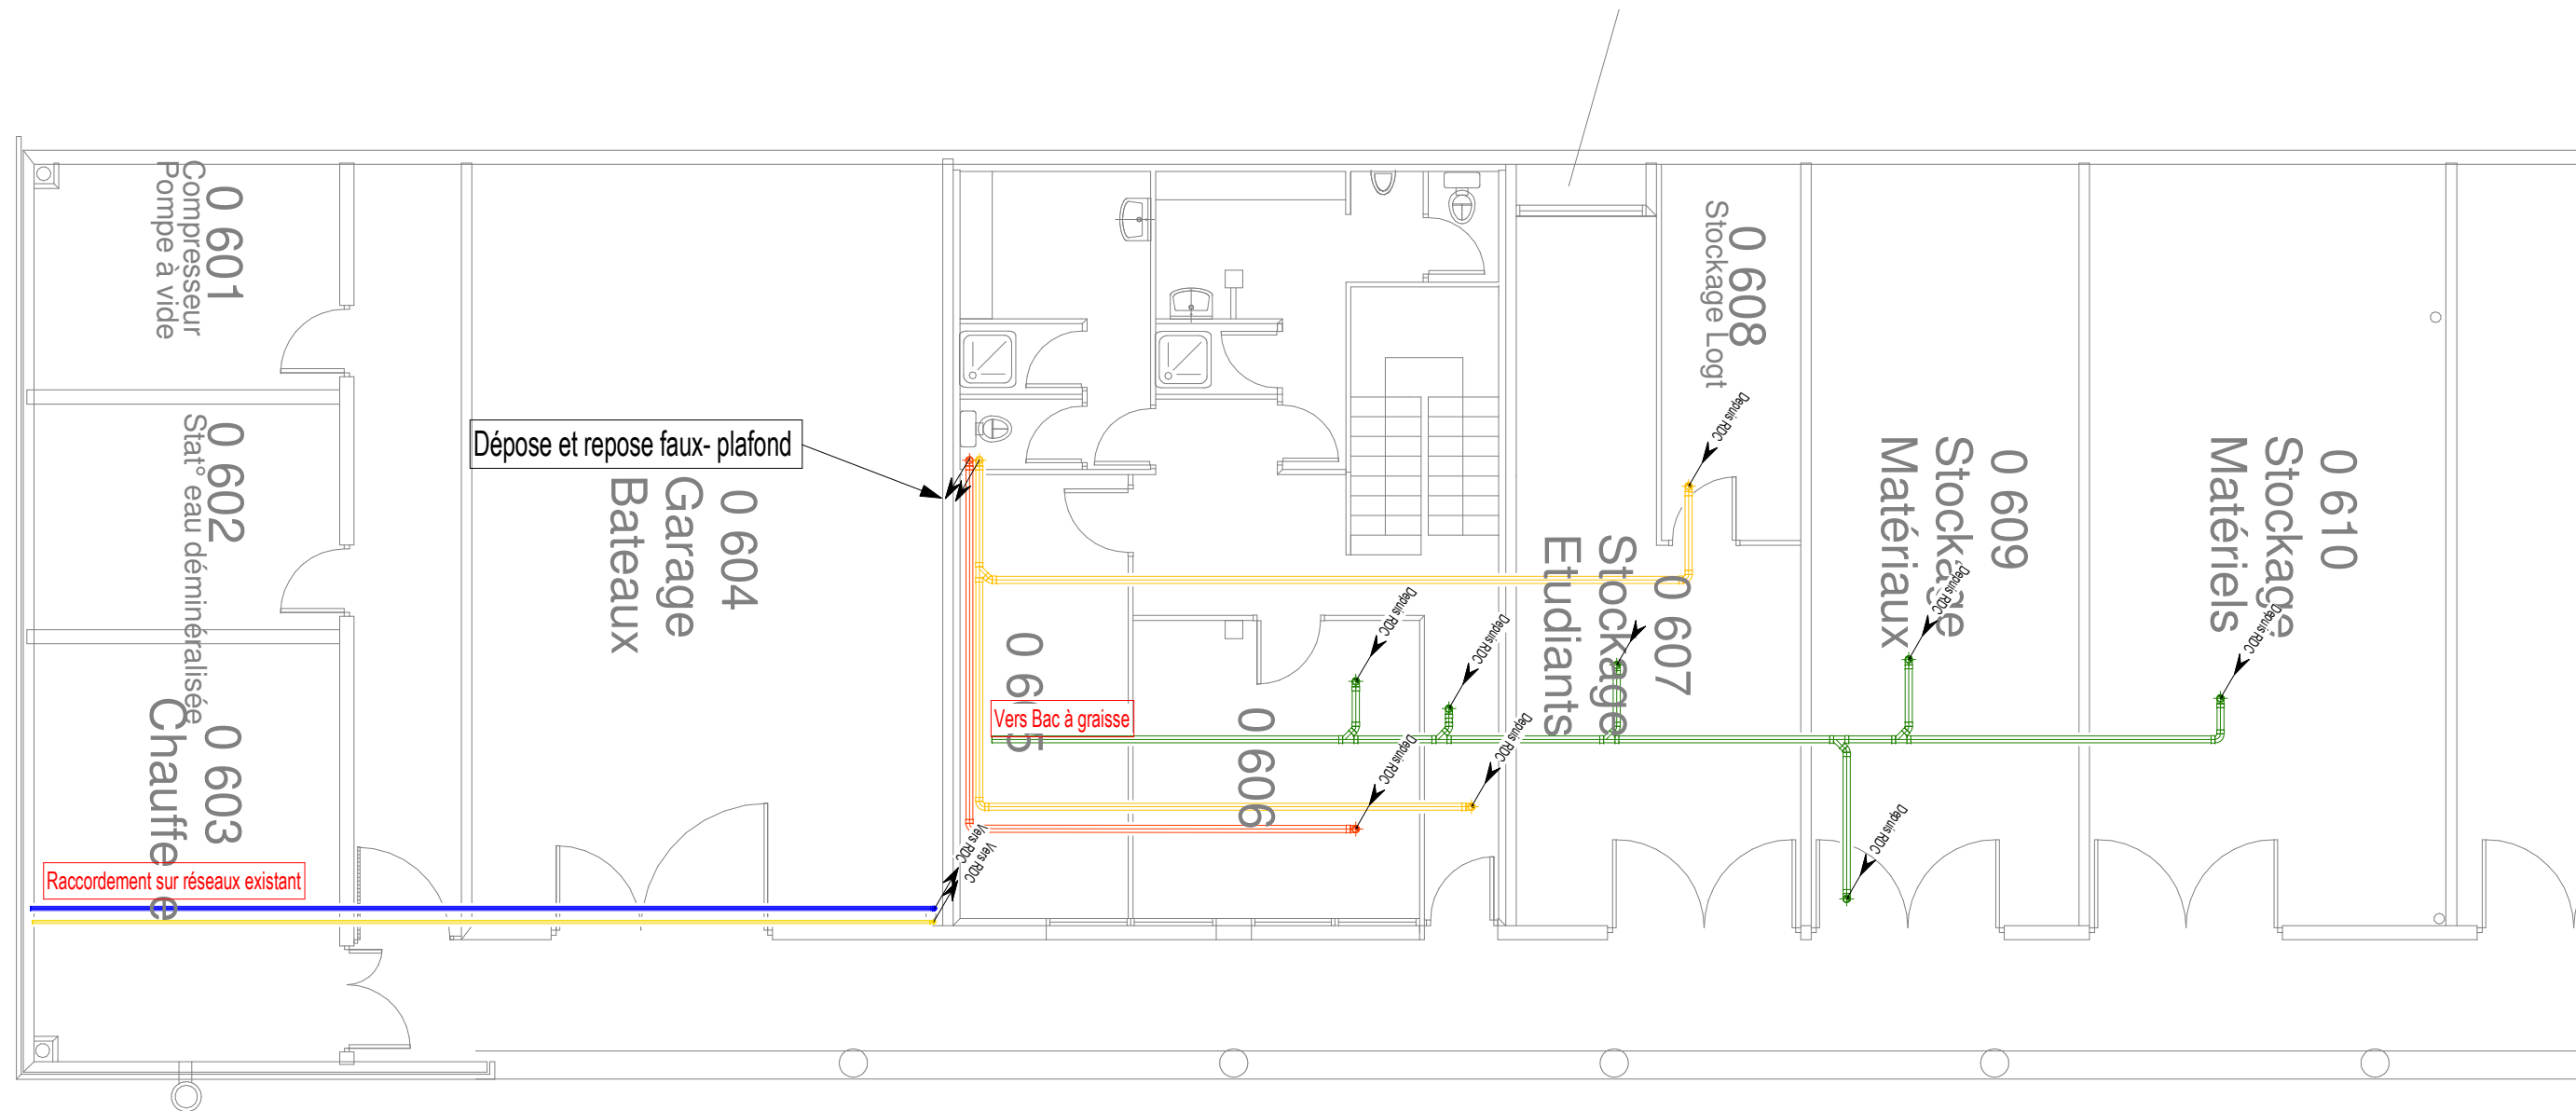 0 601
Compresseur
Pompe à vide
0 602
Stat° eau déminéralisée
0 603
Chaufferie
Raccordement sur réseaux existant
Dépose et repose faux- plafond
0 604
Garage
Bateaux
Vers RDC
Vers RDC
0 605
Vers Bac à graisse
0 606
Depuis RDC
Depuis RDC
Depuis RDC
Depuis RDC
0 607
Stockage
Etudiants
0 608
Stockage Logt
Depuis RDC
0 609
Stockage
Matériaux
Depuis RDC
Depuis RDC
0 610
Stockage
Matériels
Depuis RDC